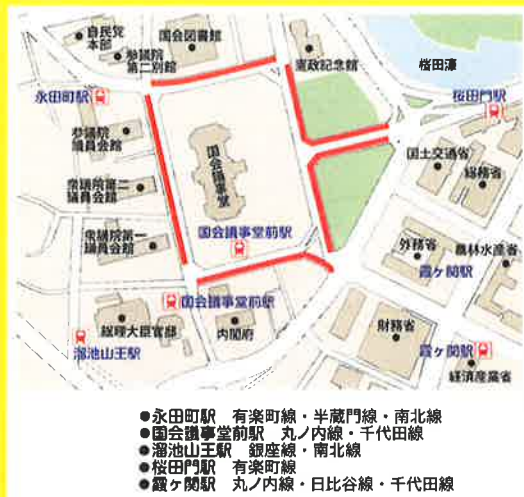 自民党
本部
参議院
第二別館
国会図書館
憲政記念館
桜田濠
永田町駅
桜田門駅
参議院
議員会館
国会議事堂
国土交通省
総務省
衆議院第二
議員会館
衆議院第一
議員会館
国会議事堂前駅
外務省
農林水産省
霞ヶ関駅
国会議事堂前駅
総理大臣官邸
内閣府
財務省
溜池山王駅
霞ヶ関駅
経済産業省
●永田町駅 有楽町線・半蔵門線・南北線
●国会議事堂前駅 丸ノ内線・千代田線
●溜池山王駅 銀座線・南北線
●桜田門駅 有楽町線
●霞ヶ関駅 丸ノ内線・日比谷線・千代田線